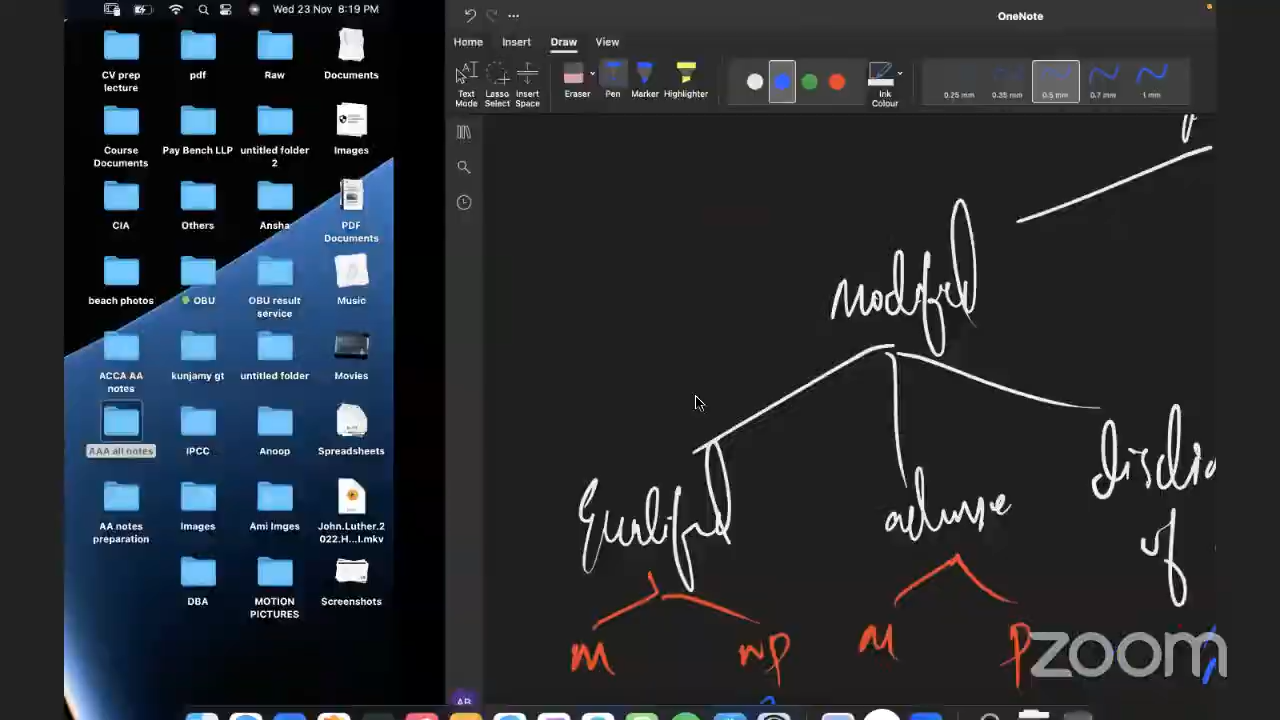 Wed 23 Nov 8:19 PM
CV prep lecture
pdf
Raw
Documents
Course Documents
Pay Bench LLP
untitled folder 2
Images
CIA
Others
Ansha
PDF Documents
beach photos
OBU
OBU result service
Music
ACCA AA notes
kunjamy gt
untitled folder
Movies
AAA all notes
IPCC
Anoop
Spreadsheets
AA notes preparation
Images
Ami Imges
John.Luther.2022.H...l.mkv
DBA
MOTION PICTURES
Screenshots
OneNote
Home Insert Draw View
Text Mode
Lasso Select
Insert Space
Eraser
Pen
Marker
Highlighter
Ink Colour
0.25 mm
0.35 mm
0.5 mm
0.7 mm
1 mm
modified
Qualified
adverse
of
m
NP
M
P
AB
zoom